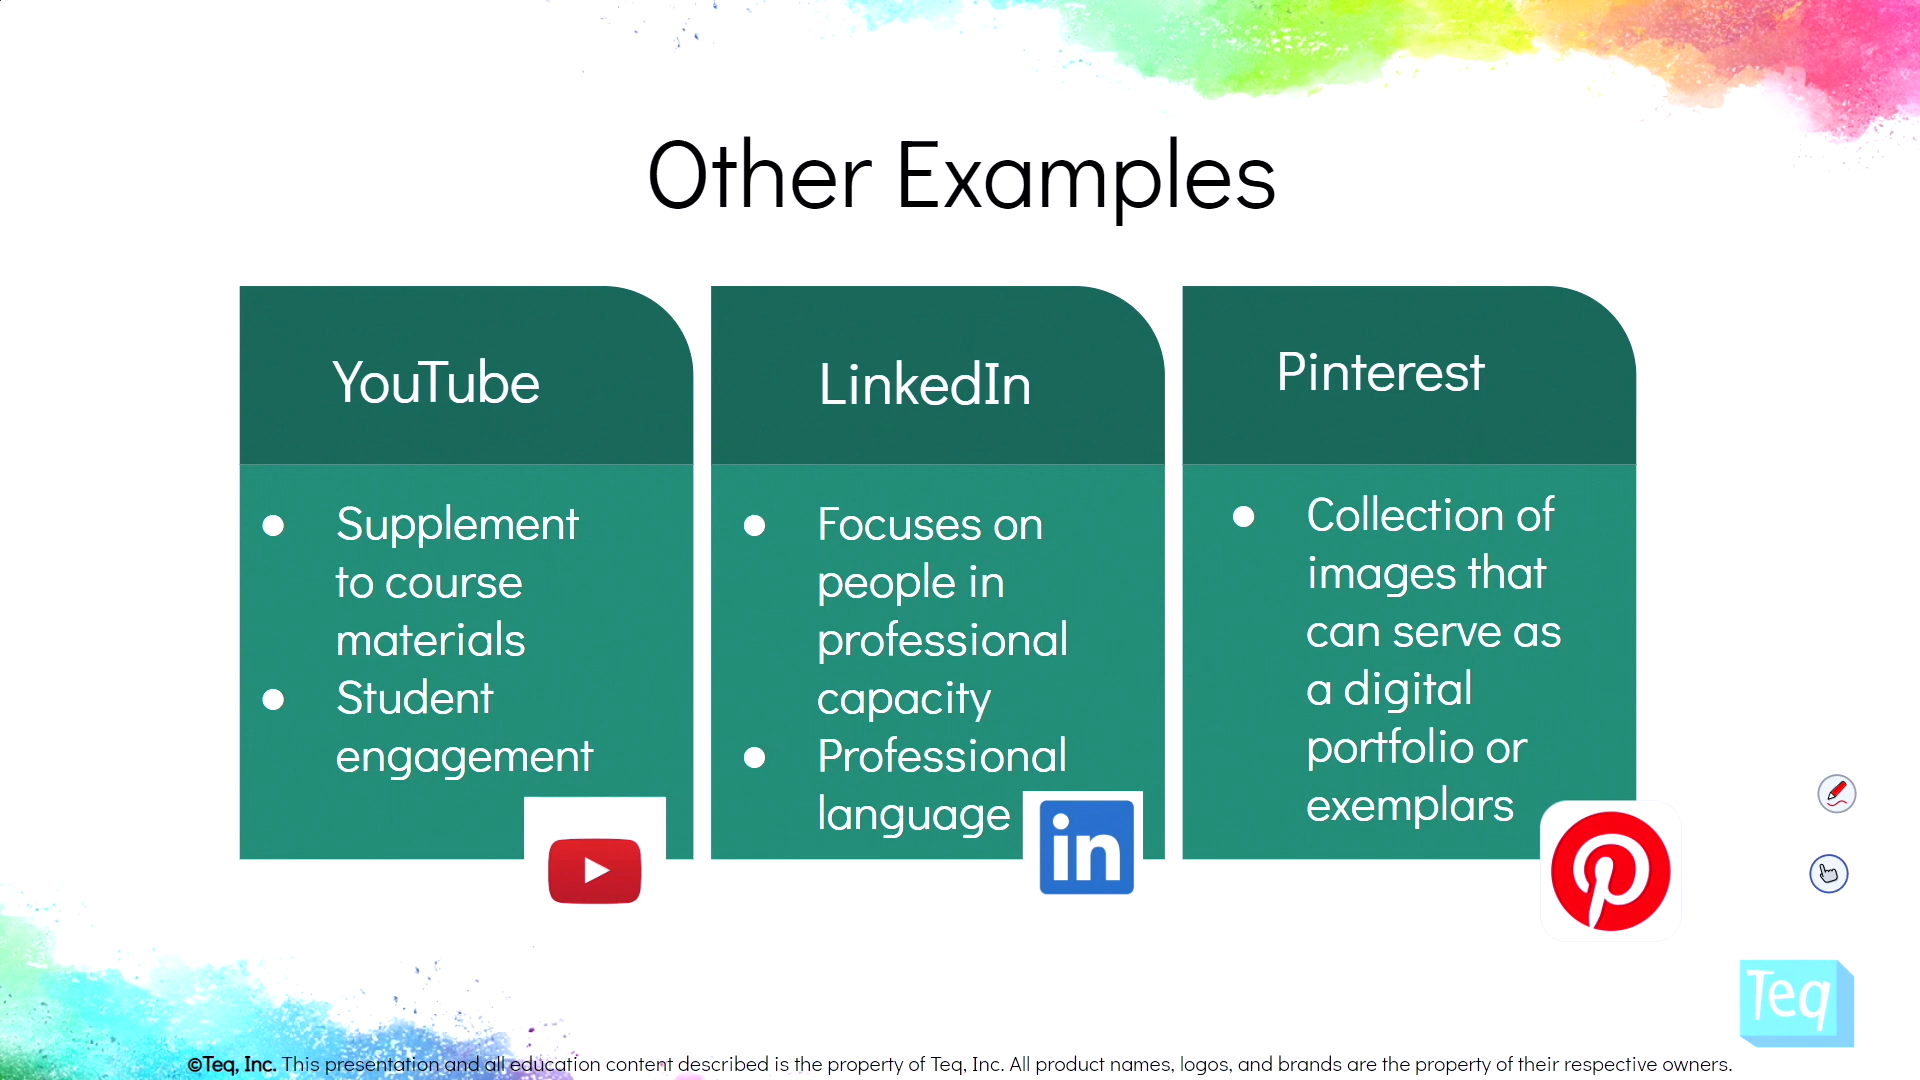 Other Examples
YouTube
● Supplement
to course
materials
● Student
engagement
LinkedIn
● Focuses on
people in
professional
capacity
● Professional
language
in
Pinterest
● Collection of
images that
can serve as
a digital
portfolio or
exemplars
Teq
©Teq, Inc. This presentation and all education content described is the property of Teq, Inc. All product names, logos, and brands are the property of their respective owners.